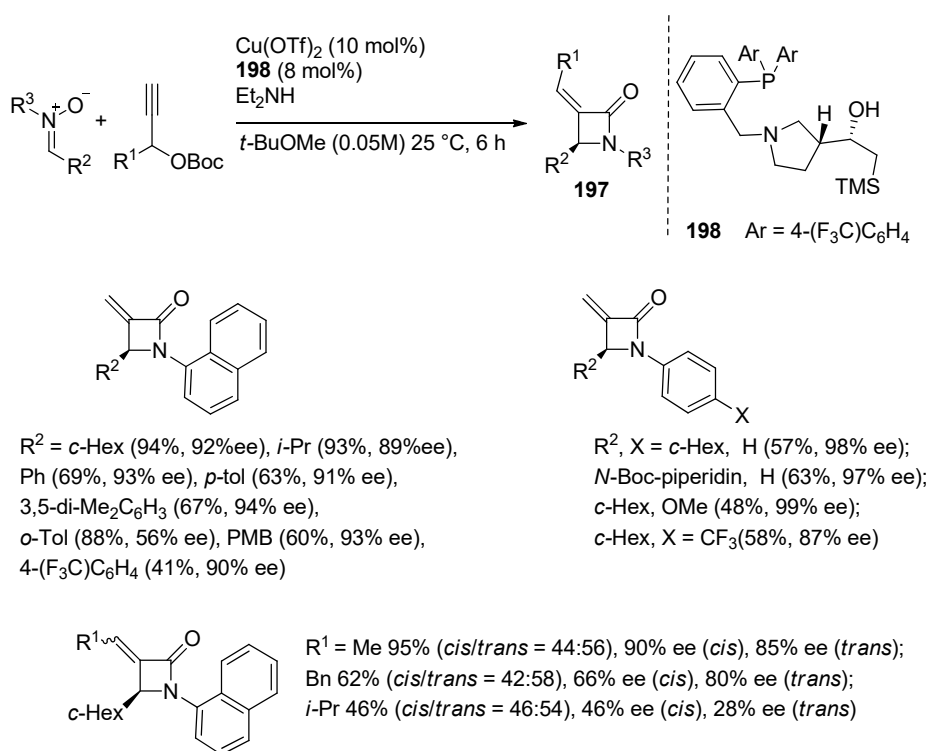 Cu(OTf)2 (10 mol%)
198 (8 mol%)
Et2NH
t-BuOMe (0.05M) 25 °C, 6 h
R3 N+ O− R2
+
R1 OBoc
R1 O R2 N R3
197
Ar Ar
P
N H OH
TMS
198 Ar = 4-(F3C)C6H4
O
N
R2
R2 = c-Hex (94%, 92%ee), i-Pr (93%, 89%ee),
Ph (69%, 93% ee), p-tol (63%, 91% ee),
3,5-di-Me2C6H3 (67%, 94% ee),
o-Tol (88%, 56% ee), PMB (60%, 93% ee),
4-(F3C)C6H4 (41%, 90% ee)
O
N
R2
X
R2, X = c-Hex, H (57%, 98% ee);
N-Boc-piperidin, H (63%, 97% ee);
c-Hex, OMe (48%, 99% ee);
c-Hex, X = CF3(58%, 87% ee)
R1 O
N
c-Hex
R1 = Me 95% (cis/trans = 44:56), 90% ee (cis), 85% ee (trans);
Bn 62% (cis/trans = 42:58), 66% ee (cis), 80% ee (trans);
i-Pr 46% (cis/trans = 46:54), 46% ee (cis), 28% ee (trans)